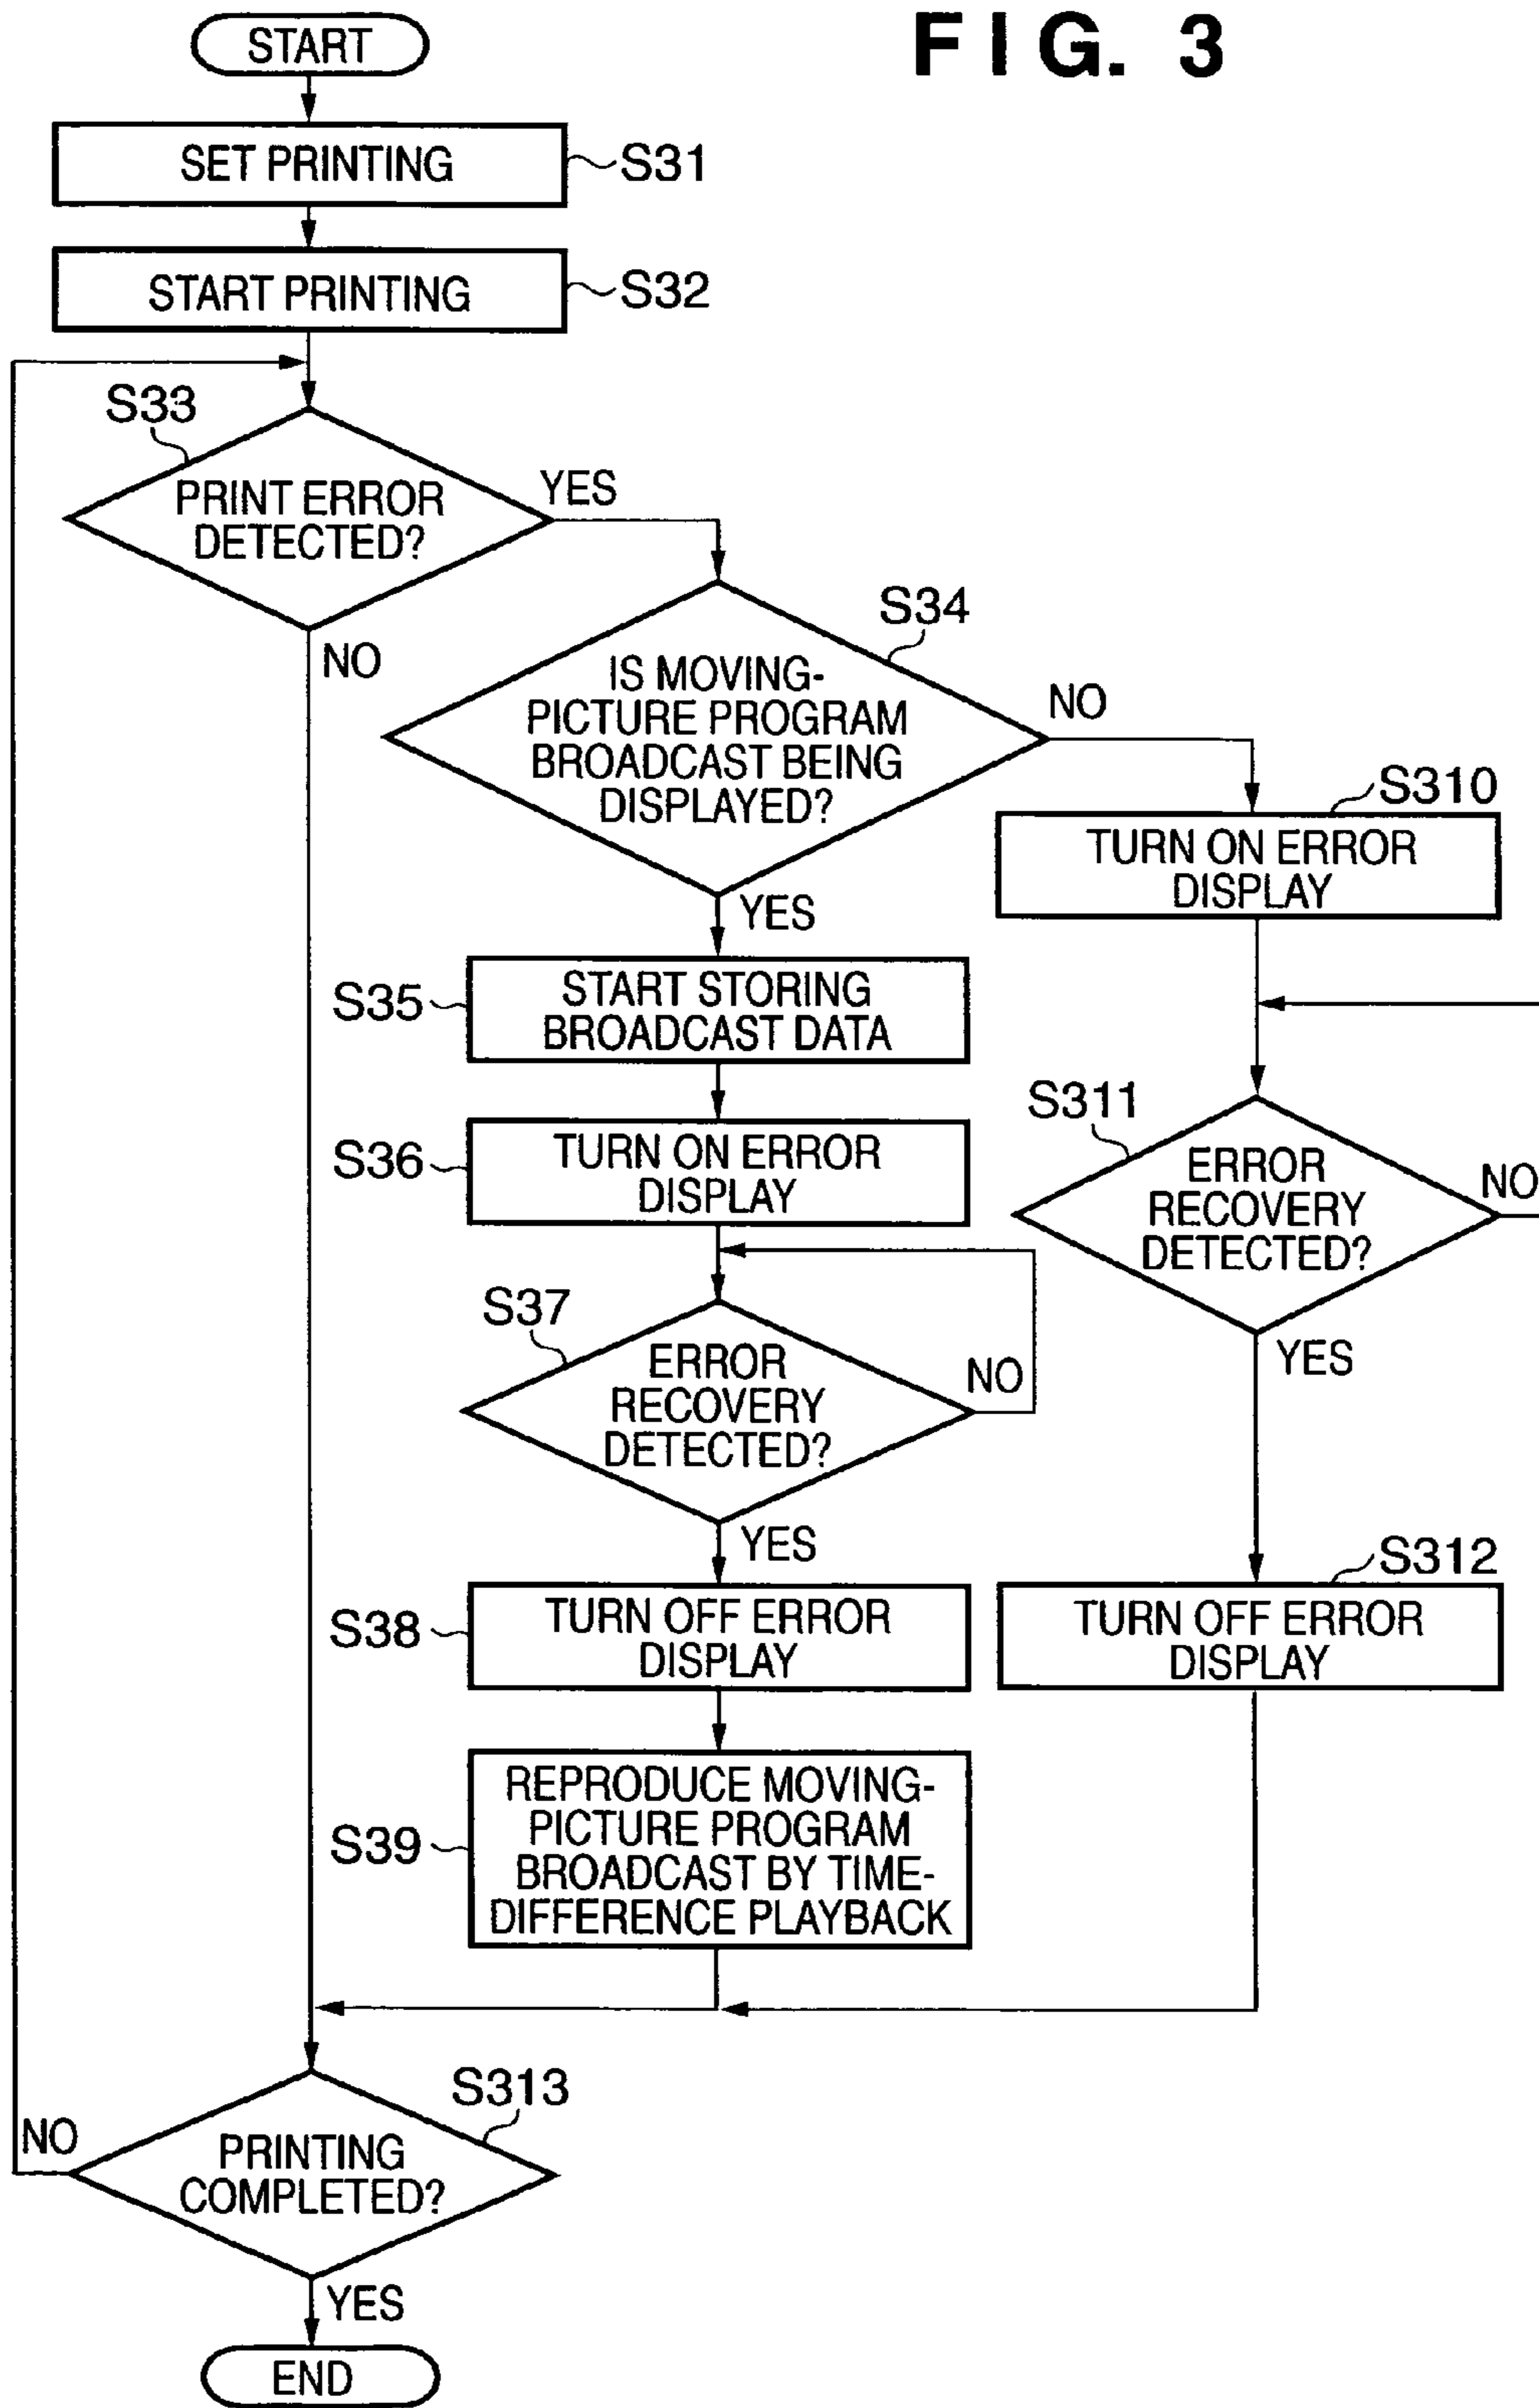 FIG. 3
START
SET PRINTING
S31
START PRINTING
S32
S33
PRINT ERROR
DETECTED?
YES
NO
S34
IS MOVING-
PICTURE PROGRAM
BROADCAST BEING
DISPLAYED?
NO
YES
S310
TURN ON ERROR
DISPLAY
S35
START STORING
BROADCAST DATA
S36
TURN ON ERROR
DISPLAY
S311
ERROR
RECOVERY
DETECTED?
NO
YES
S37
ERROR
RECOVERY
DETECTED?
NO
YES
S38
TURN OFF ERROR
DISPLAY
S312
TURN OFF ERROR
DISPLAY
S39
REPRODUCE MOVING-
PICTURE PROGRAM
BROADCAST BY TIME-
DIFFERENCE PLAYBACK
S313
PRINTING
COMPLETED?
NO
YES
END